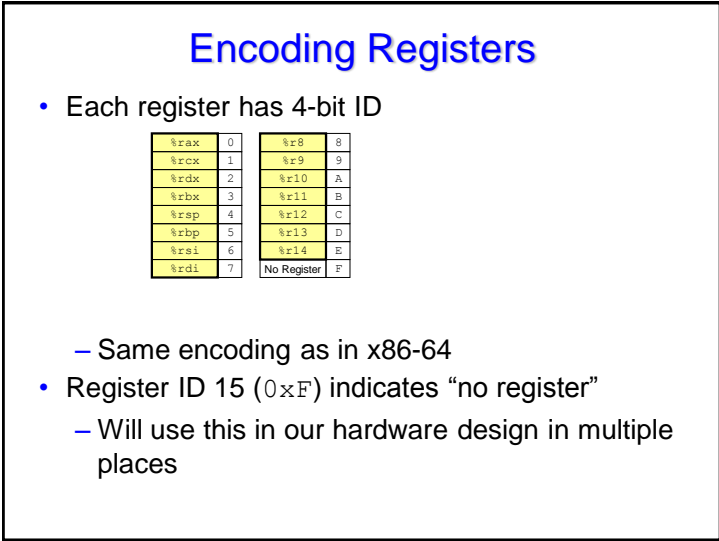 Encoding Registers
• Each register has 4-bit ID
%rax 0 %r8 8
%rcx 1 %r9 9
%rdx 2 %r10 A
%rbx 3 %r11 B
%rsp 4 %r12 C
%rbp 5 %r13 D
%rsi 6 %r14 E
%rdi 7 No Register F
– Same encoding as in x86-64
• Register ID 15 (0xF) indicates “no register”
– Will use this in our hardware design in multiple
places